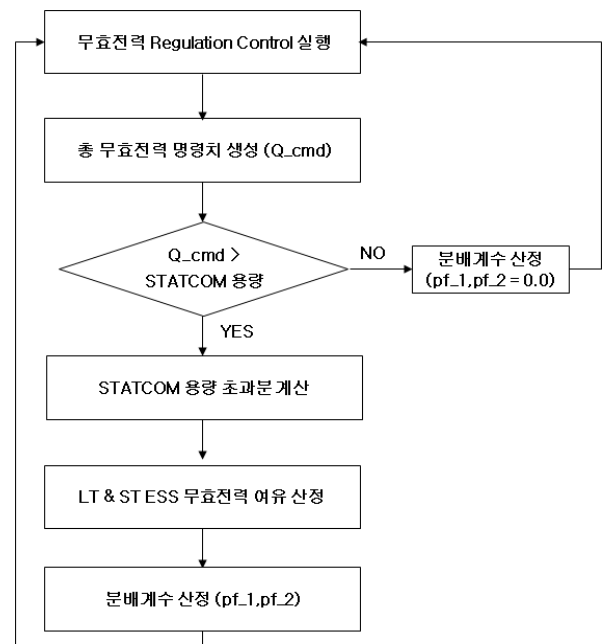 무효전력 Regulation Control 실행
총 무효전력 명령치 생성 (Q_cmd)
Q_cmd >
STATCOM 용량
NO
분배계수 산정
(pf_1,pf_2 = 0.0)
YES
STATCOM 용량 초과분 계산
LT & ST ESS 무효전력 여유 산정
분배계수 산정 (pf_1,pf_2)